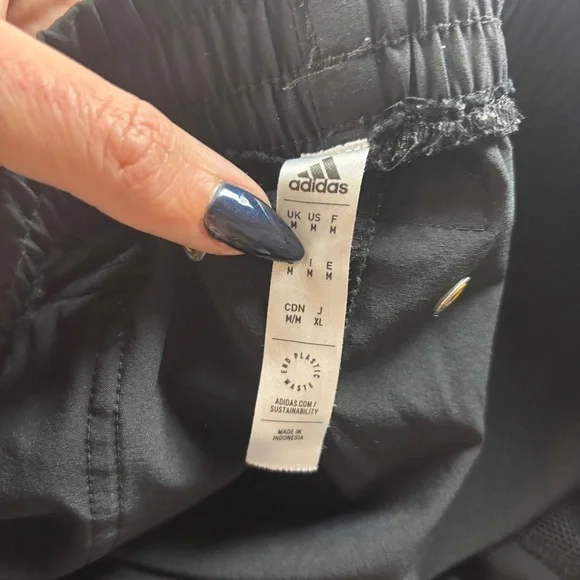 adidas
UK US F
M M M
I E
M M M
CDN J
M/M XL
END PLASTIC WASTE
ADIDAS.COM/
SUSTAINABILITY
MADE IN
INDONESIA